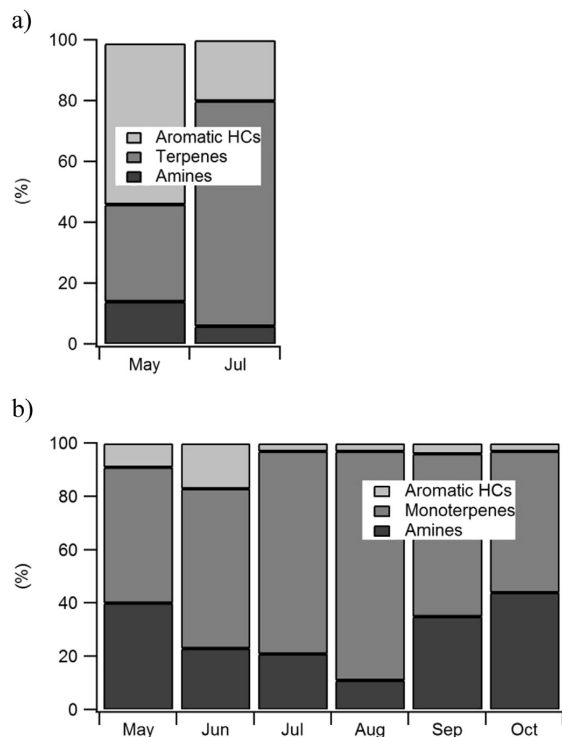 a)
100
80
60
40
20
0
(%)
Aromatic HCs
Terpenes
Amines
May Jul
b)
100
80
60
40
20
0
(%)
Aromatic HCs
Monoterpenes
Amines
May Jun Jul Aug Sep Oct